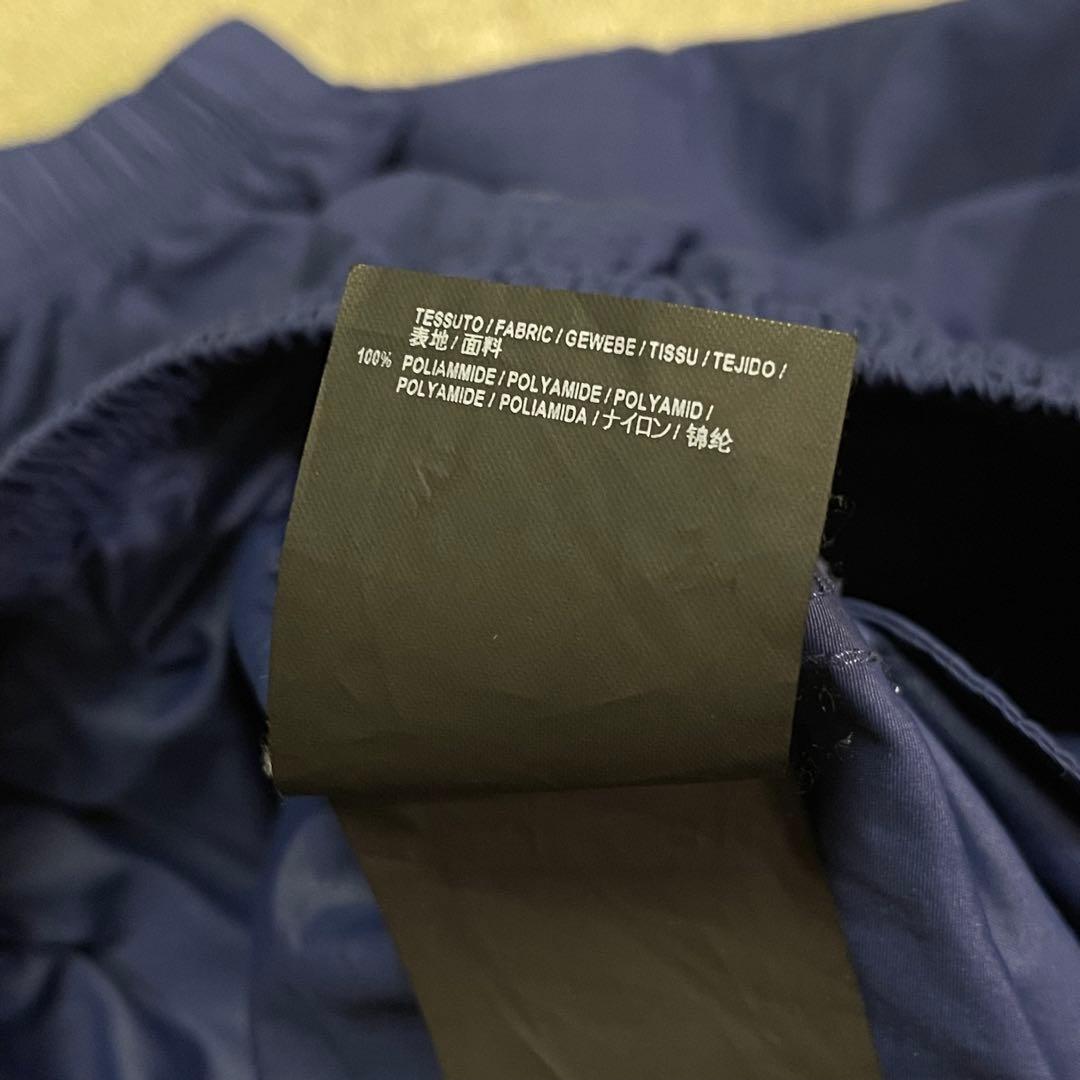 TESSUTO / FABRIC / GEWEBE / TISSU / TEJIDO /
表地 / 面料
100% POLIAMMIDE / POLYAMIDE / POLYAMID /
POLYAMIDE / POLIAMIDA / ナイロン / 锦纶